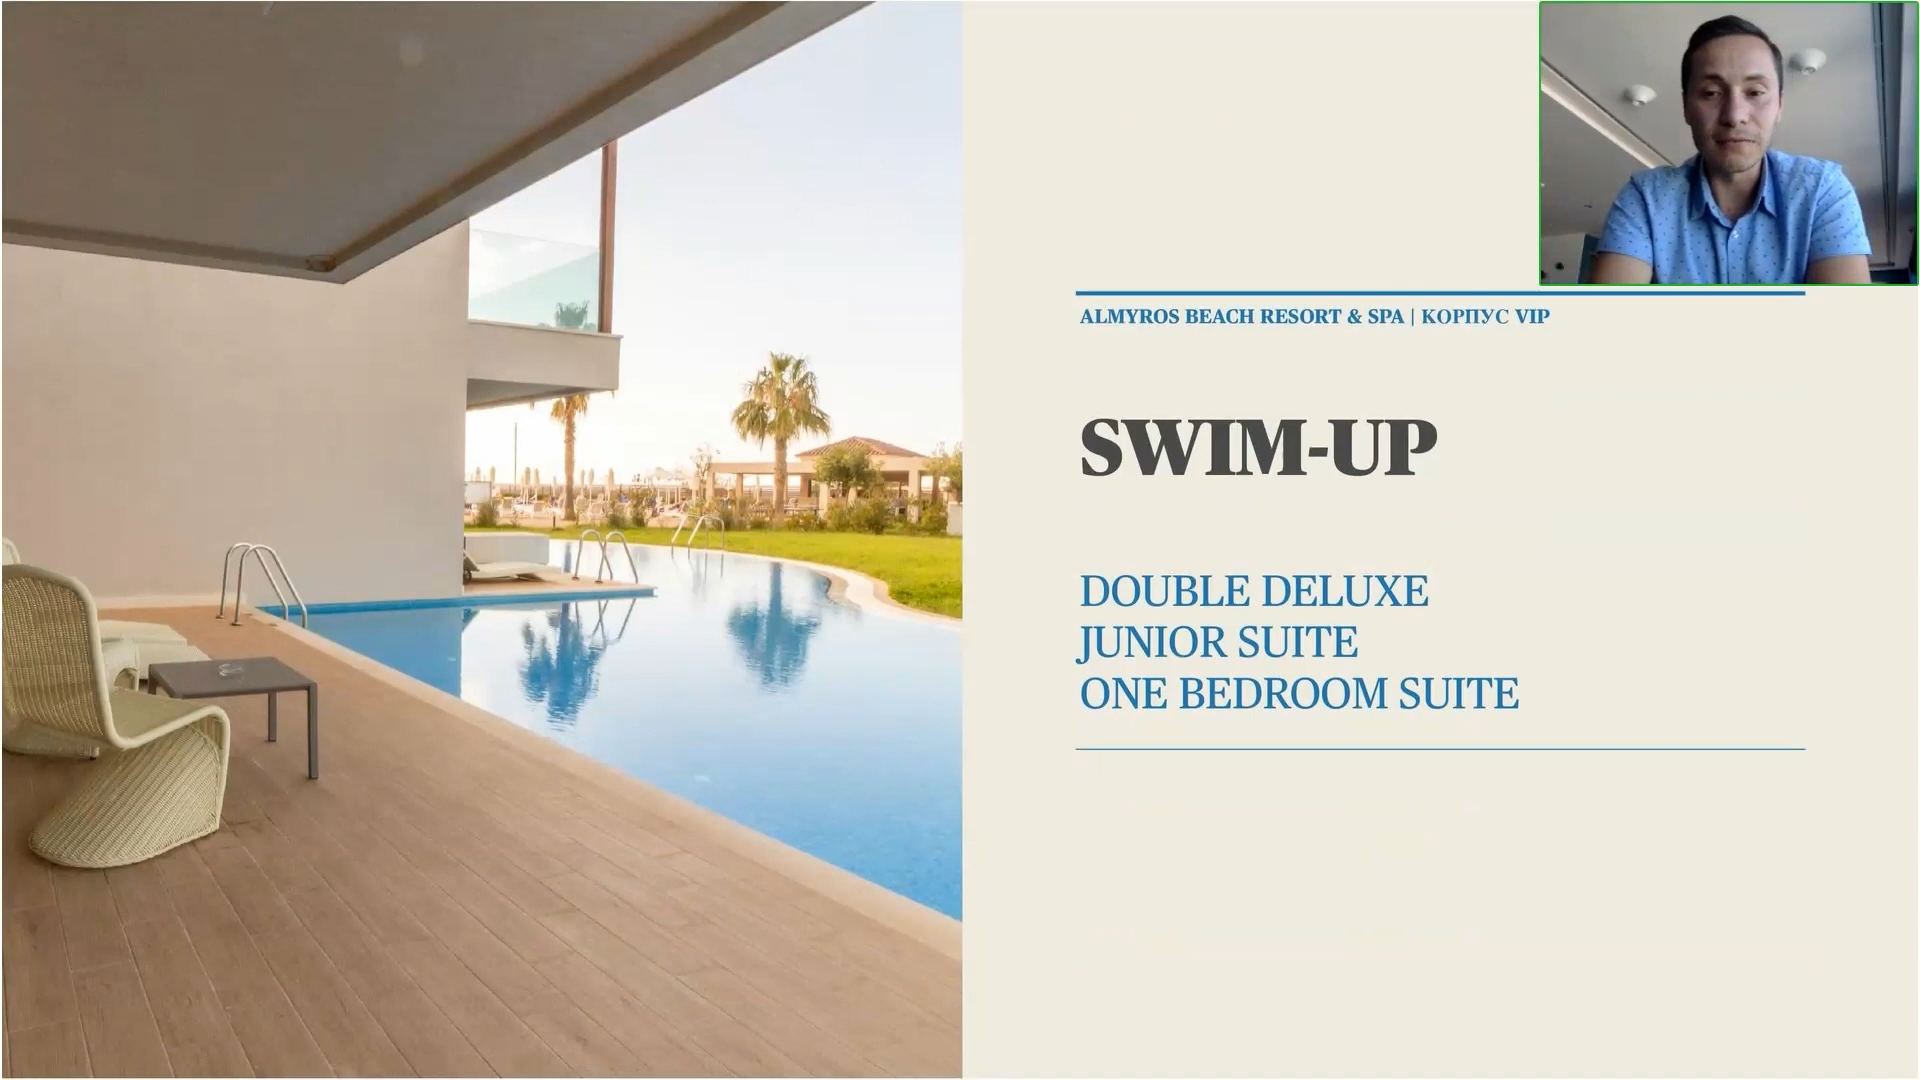 ALMYROS BEACH RESORT & SPA | КОРПУС VIP
SWIM-UP
DOUBLE DELUXE
JUNIOR SUITE
ONE BEDROOM SUITE